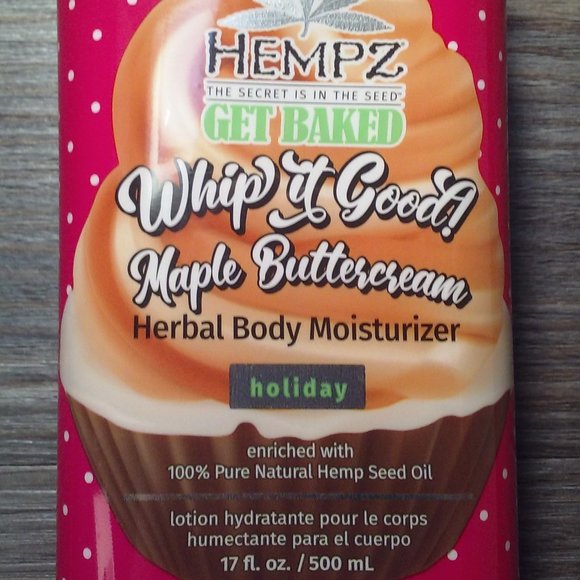 HEMPZ
THE SECRET IS IN THE SEED™
GET BAKED
Whip it Good!
Maple Buttercream
Herbal Body Moisturizer
holiday
enriched with
100% Pure Natural Hemp Seed Oil
lotion hydratante pour le corps
humectante para el cuerpo
17 fl. oz. / 500 mL